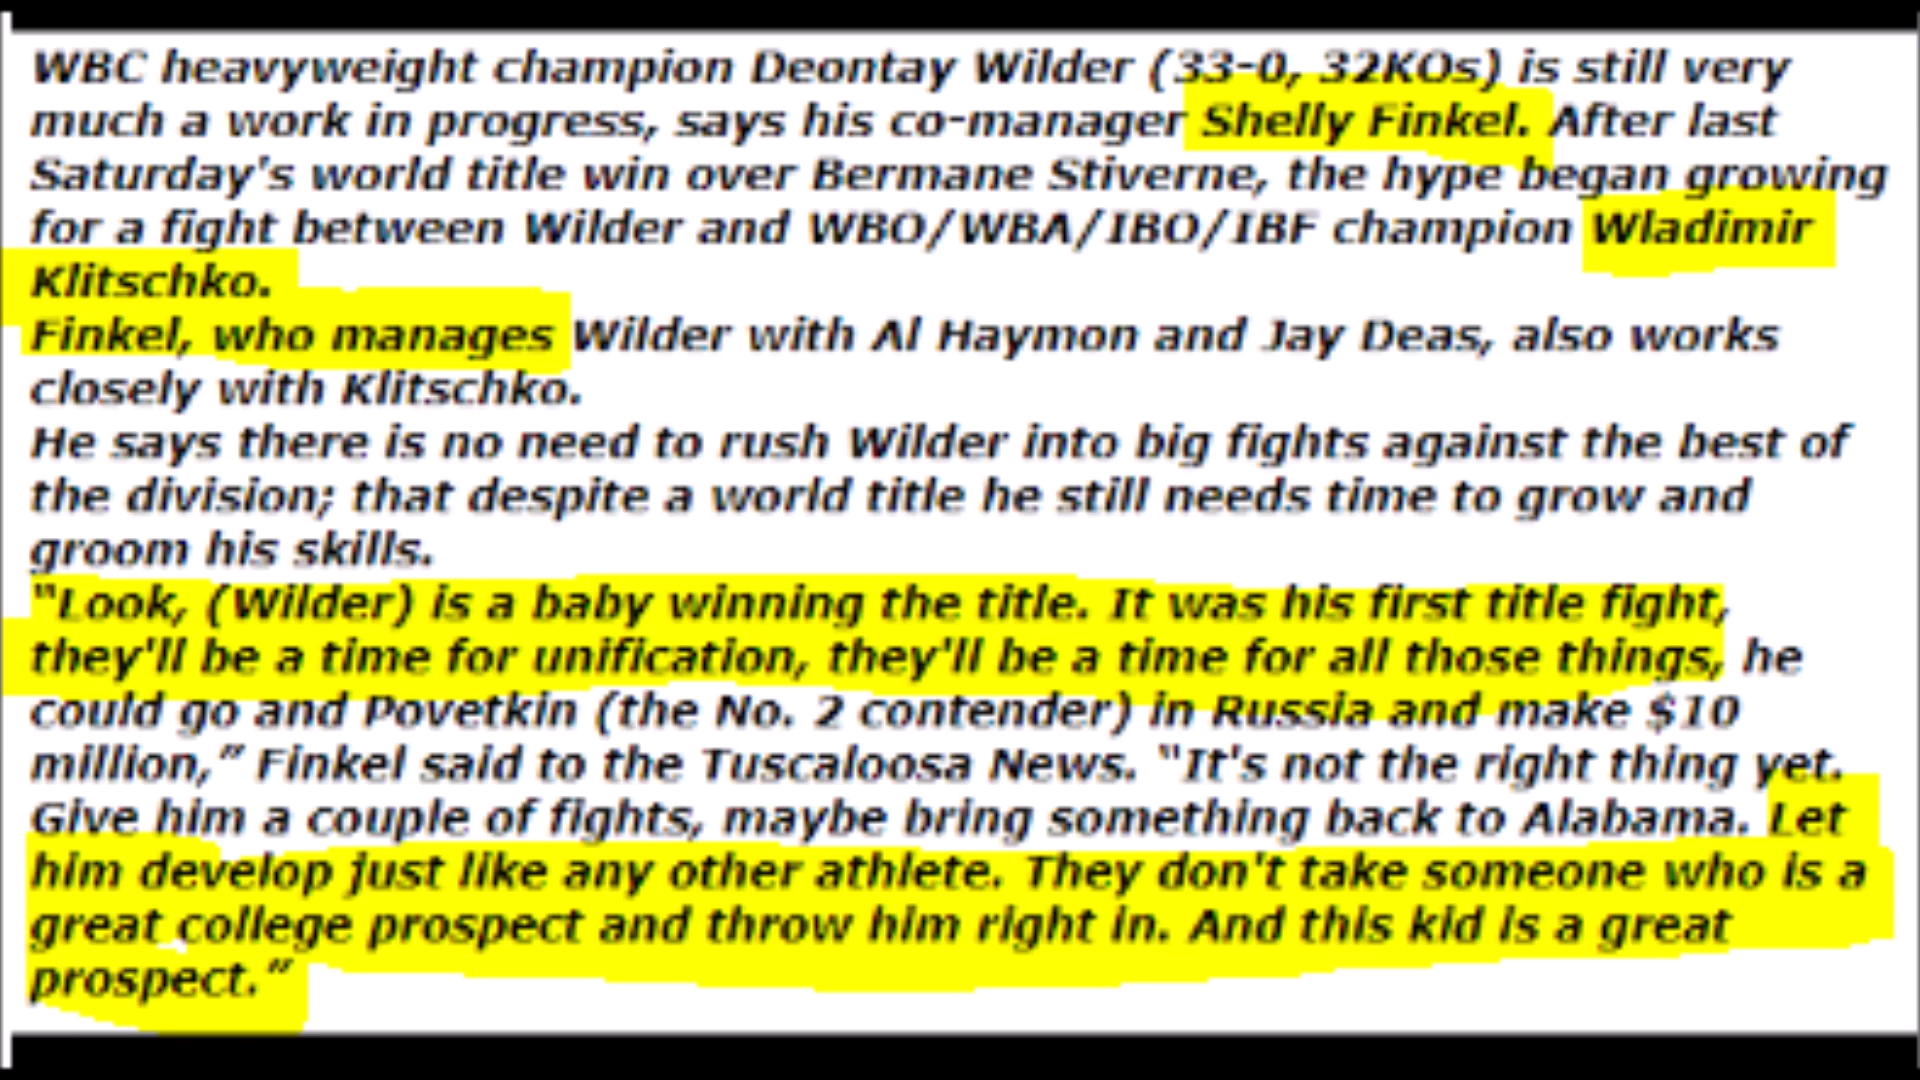 WBC heavyweight champion Deontay Wilder (33-0, 32KOs) is still very
much a work in progress, says his co-manager Shelly Finkel. After last
Saturday's world title win over Bermane Stiverne, the hype began growing
for a fight between Wilder and WBO/WBA/IBO/IBF champion Wladimir
Klitschko.
Finkel, who manages Wilder with Al Haymon and Jay Deas, also works
closely with Klitschko.
He says there is no need to rush Wilder into big fights against the best of
the division; that despite a world title he still needs time to grow and
groom his skills.
“Look, (Wilder) is a baby winning the title. It was his first title fight,
they'll be a time for unification, they'll be a time for all those things, he
could go and Povetkin (the No. 2 contender) in Russia and make $10
million,” Finkel said to the Tuscaloosa News. “It's not the right thing yet.
Give him a couple of fights, maybe bring something back to Alabama. Let
him develop just like any other athlete. They don't take someone who is a
great college prospect and throw him right in. And this kid is a great
prospect.”